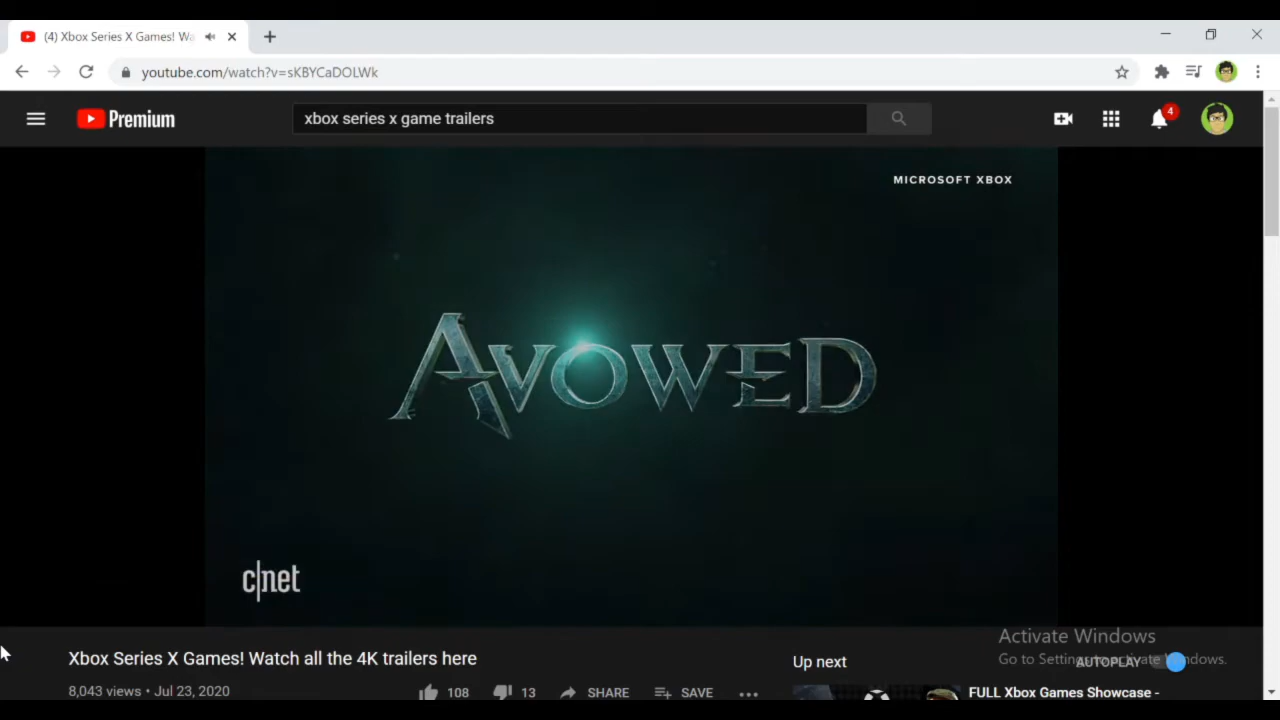 (4) Xbox Series X Games! Wa
youtube.com/watch?v=sKBYCaDOLWk
Premium
xbox series x game trailers
4
MICROSOFT XBOX
AVOWED
c|net
Xbox Series X Games! Watch all the 4K trailers here
8,043 views • Jul 23, 2020
108
13
SHARE
SAVE
Up next
Activate Windows
Go to Settings to activate Windows.
AUTOPLAY
FULL Xbox Games Showcase -